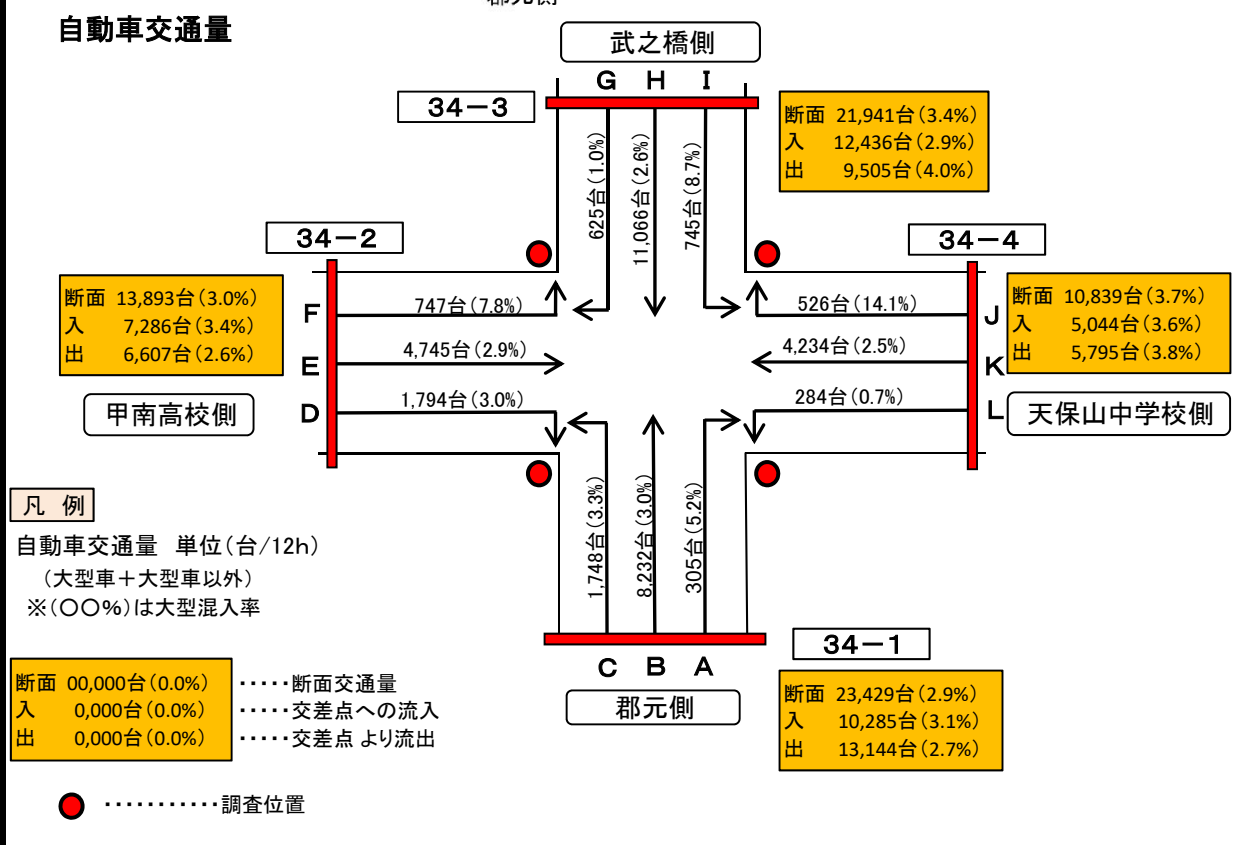 自動車交通量
武之橋側
G H I
34－3
断面 21,941台(3.4%)
入 12,436台(2.9%)
出 9,505台(4.0%)
625台(1.0%)
11,066台(2.6%)
745台(8.7%)
34－2
34－4
断面 13,893台(3.0%)
入 7,286台(3.4%)
出 6,607台(2.6%)
F
747台(7.8%)
E
4,745台(2.9%)
D
1,794台(3.0%)
甲南高校側
526台(14.1%)
J
4,234台(2.5%)
K
284台(0.7%)
L
断面 10,839台(3.7%)
入 5,044台(3.6%)
出 5,795台(3.8%)
天保山中学校側
1,748台(3.3%)
8,232台(3.0%)
305台(5.2%)
C B A
郡元側
34－1
断面 23,429台(2.9%)
入 10,285台(3.1%)
出 13,144台(2.7%)
凡 例
自動車交通量 単位(台/12h)
(大型車＋大型車以外)
※(〇〇%)は大型混入率
断面 00,000台(0.0%) ・・・・・断面交通量
入 0,000台(0.0%) ・・・・・交差点への流入
出 0,000台(0.0%) ・・・・・交差点 より流出
・・・・・・・・・・・調査位置